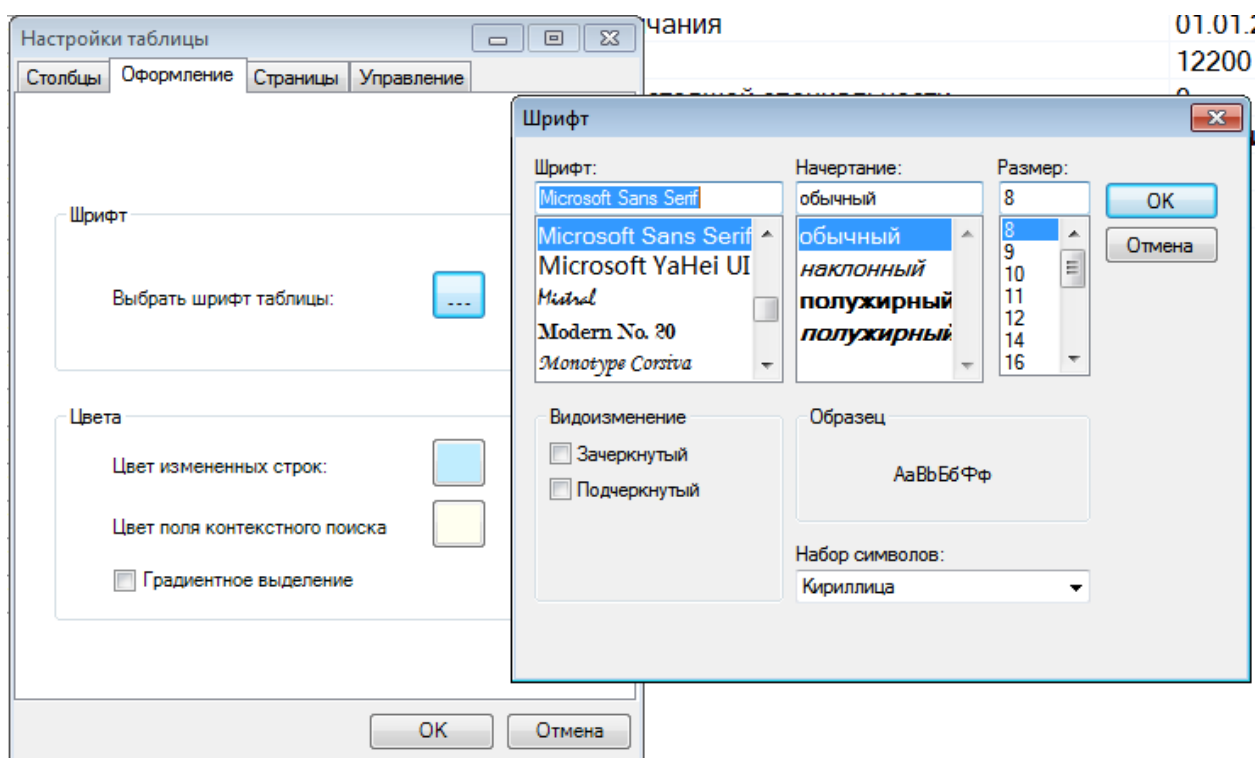 Настройки таблицы
Столбцы Оформление Страницы Управление
Шрифт
Выбрать шрифт таблицы:
...
Цвета
Цвет измененных строк:
Цвет поля контекстного поиска
Градиентное выделение
OK Отмена
чания 01.01.2
12200
Шрифт
Шрифт: Начертание: Размер:
Microsoft Sans Serif обычный 8
OK
Отмена
Microsoft Sans Serif
Microsoft YaHei UI
Mistral
Modern No. 20
Monotype Corsiva
обычный
наклонный
полужирный
полужирный
8
9
10
11
12
14
16
Видоизменение
Зачеркнутый
Подчеркнутый
Образец
АаВbБбФф
Набор символов:
Кириллица